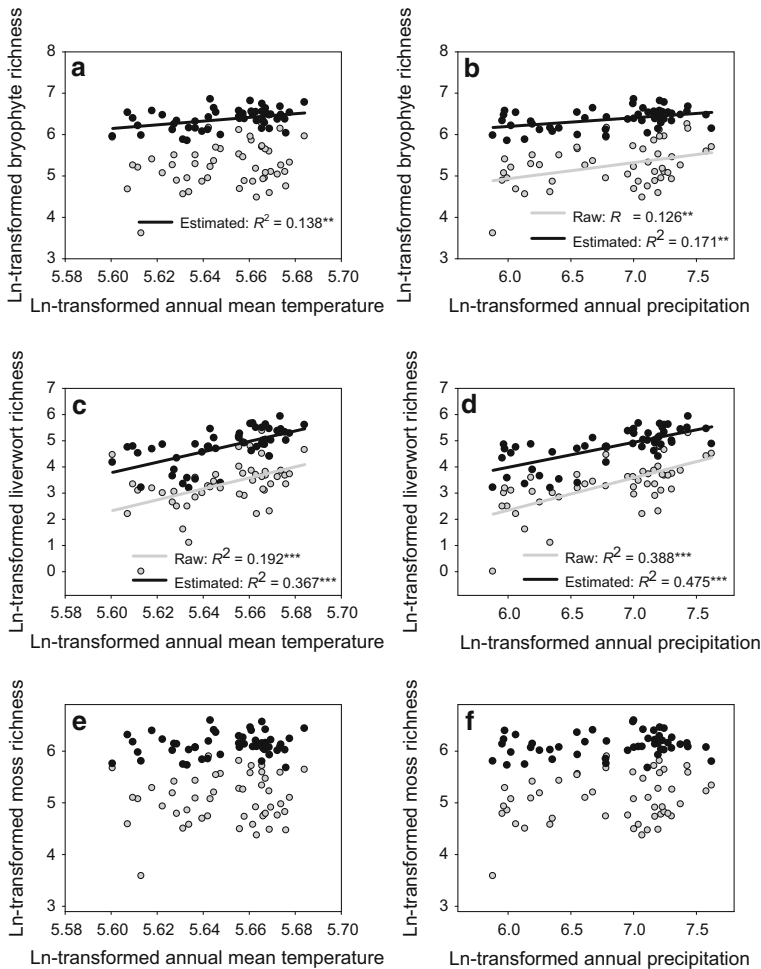 a
Ln-transformed bryophyte richness
8
7
6
5
4
3
Estimated: R² = 0.138**
5.58 5.60 5.62 5.64 5.66 5.68 5.70
Ln-transformed annual mean temperature
b
Ln-transformed bryophyte richness
8
7
6
5
4
3
Raw: R = 0.126**
Estimated: R² = 0.171**
6.0 6.5 7.0 7.5
Ln-transformed annual precipitation
c
Ln-transformed liverwort richness
7
6
5
4
3
2
1
0
Raw: R² = 0.192***
Estimated: R² = 0.367***
5.58 5.60 5.62 5.64 5.66 5.68 5.70
Ln-transformed annual mean temperature
d
Ln-transformed liverwort richness
7
6
5
4
3
2
1
0
Raw: R² = 0.388***
Estimated: R² = 0.475***
6.0 6.5 7.0 7.5
Ln-transformed annual precipitation
e
Ln-transformed moss richness
6
5
4
3
5.58 5.60 5.62 5.64 5.66 5.68 5.70
Ln-transformed annual mean temperature
f
Ln-transformed moss richness
6
5
4
3
6.0 6.5 7.0 7.5
Ln-transformed annual precipitation